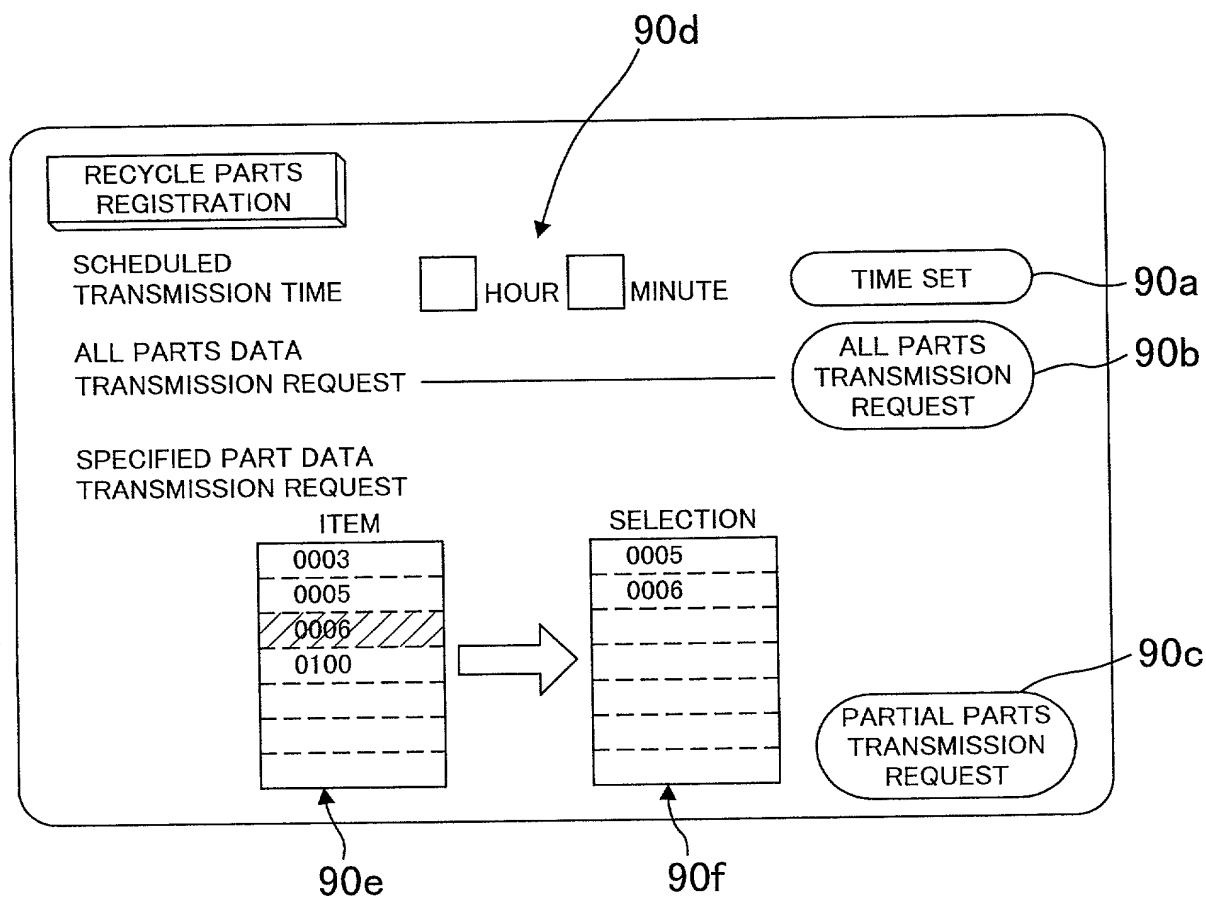 90d
RECYCLE PARTS
REGISTRATION
SCHEDULED
TRANSMISSION TIME
HOUR
MINUTE
TIME SET
90a
ALL PARTS DATA
TRANSMISSION REQUEST
ALL PARTS
TRANSMISSION
REQUEST
90b
SPECIFIED PART DATA
TRANSMISSION REQUEST
ITEM
0003
0005
0006
0100
SELECTION
0005
0006
90c
PARTIAL PARTS
TRANSMISSION
REQUEST
90e
90f